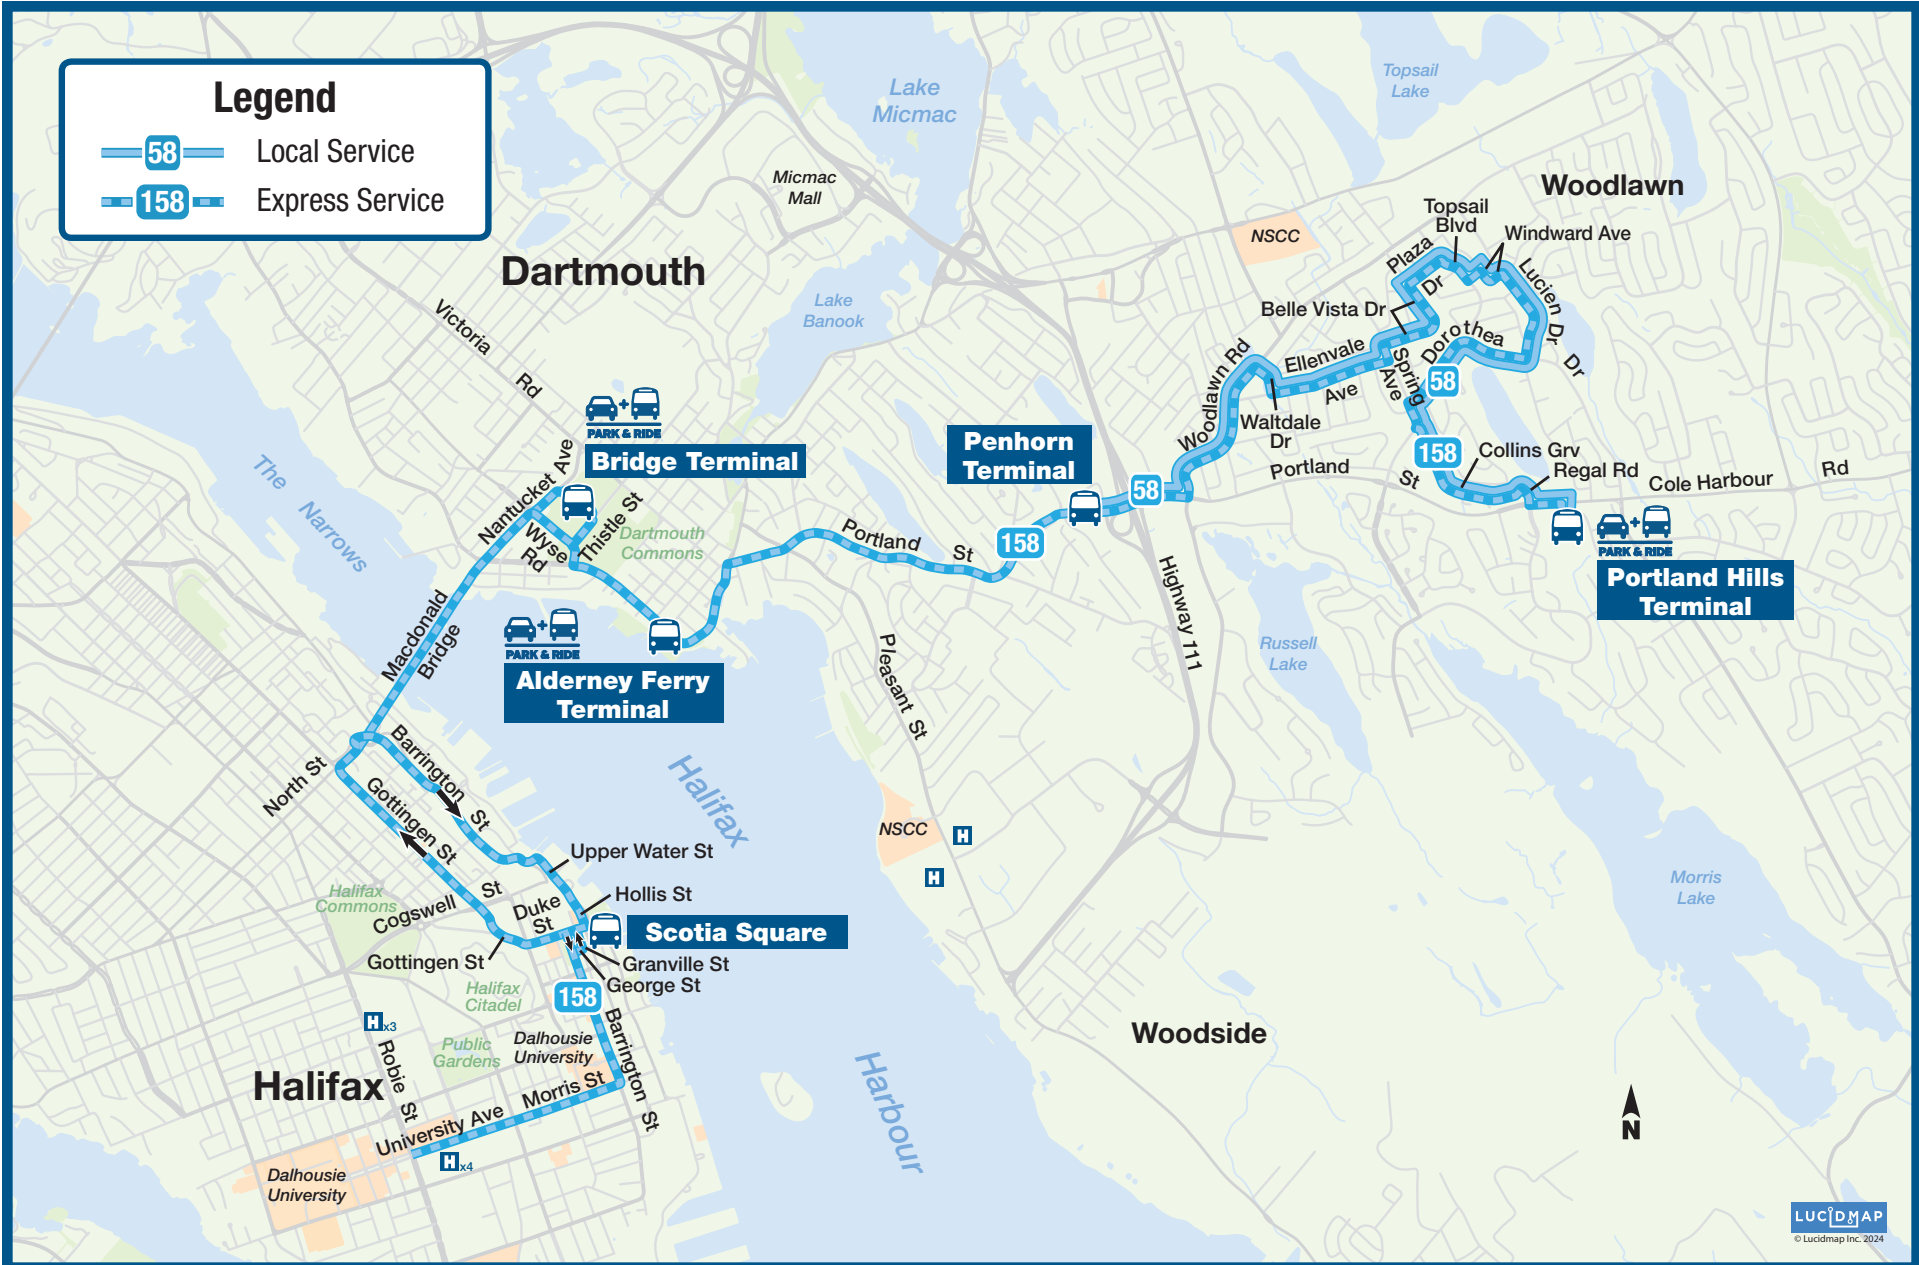 Legend
58 Local Service
158 Express Service
Lake
Micmac
Topsail
Lake
Micmac
Mall
Woodlawn
NSCC
Topsail
Blvd
Windward Ave
Plaza
Dr
Lucien Dr
Dartmouth
Lake
Banook
Belle Vista Dr
Dorothea
Dr
Victoria
Rd
Woodlawn Rd
Ellenvale
Ave
Spring
Ave
58
Waltdale
Dr
PARK & RIDE
Bridge Terminal
Penhorn
Terminal
158
Collins Grv
Regal Rd
Portland
St
Cole Harbour
Rd
58
The Narrows
Nantucket Ave
Thistle St
Wyse
Rd
Dartmouth
Commons
Portland
St
158
PARK & RIDE
Portland Hills
Terminal
Highway 111
Macdonald
Bridge
PARK & RIDE
Alderney Ferry
Terminal
Pleasant St
Russell
Lake
Barrington
St
North St
Gottingen St
Halifax
NSCC
H
H
Upper Water St
Halifax
Commons
Cogswell
St
Duke
St
Hollis St
Scotia Square
Morris
Lake
Gottingen St
Granville St
George St
Halifax
Citadel
158
Hx3
Public
Gardens
Dalhousie
University
Barrington
St
Woodside
Robie St
Halifax
Harbour
Morris St
University Ave
Hx4
Dalhousie
University
N
LUCIDMAP
© Lucidmap Inc. 2024